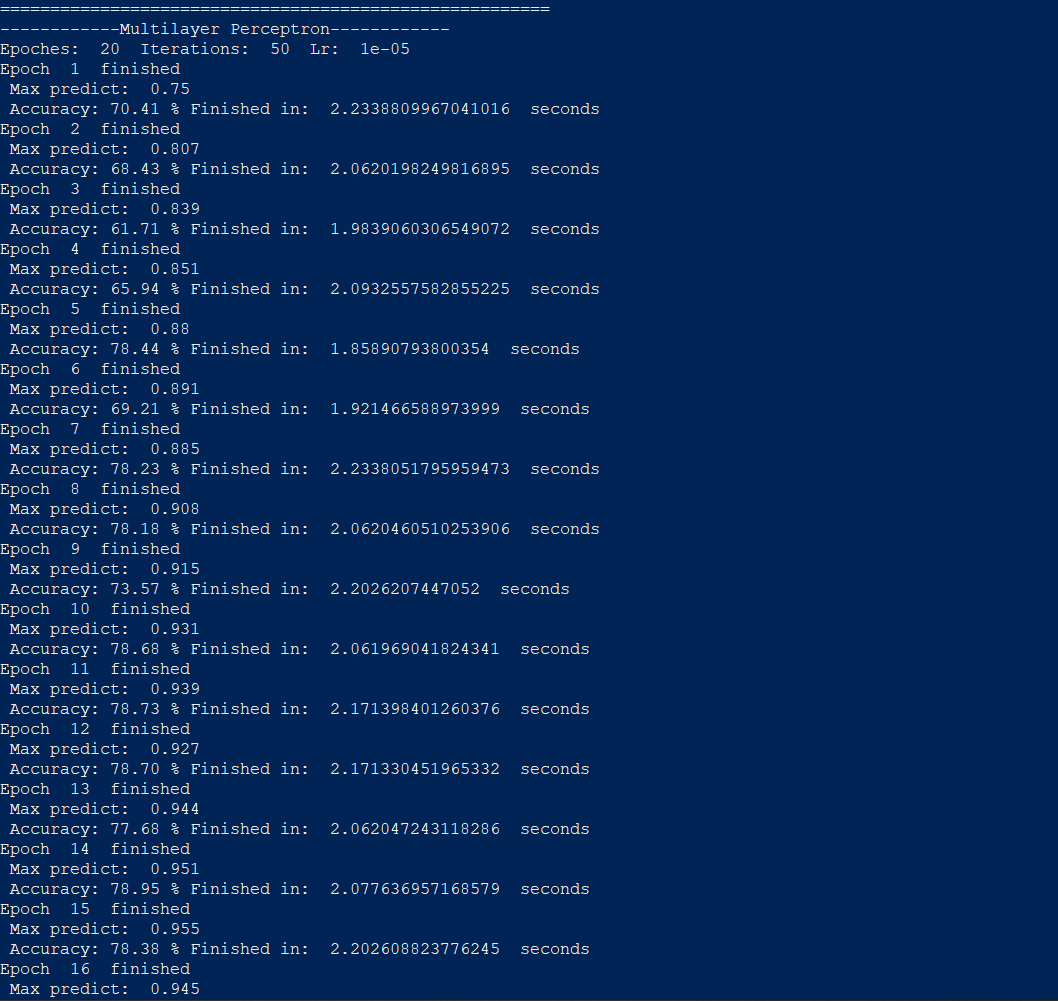 =======================================================
------------Multilayer Perceptron------------
Epoches:  20  Iterations:  50  Lr:  1e-05
Epoch  1  finished
 Max predict:  0.75
 Accuracy: 70.41 % Finished in:  2.2338809967041016  seconds
Epoch  2  finished
 Max predict:  0.807
 Accuracy: 68.43 % Finished in:  2.0620198249816895  seconds
Epoch  3  finished
 Max predict:  0.839
 Accuracy: 61.71 % Finished in:  1.9839060306549072  seconds
Epoch  4  finished
 Max predict:  0.851
 Accuracy: 65.94 % Finished in:  2.0932557582855225  seconds
Epoch  5  finished
 Max predict:  0.88
 Accuracy: 78.44 % Finished in:  1.85890793800354  seconds
Epoch  6  finished
 Max predict:  0.891
 Accuracy: 69.21 % Finished in:  1.921466588973999  seconds
Epoch  7  finished
 Max predict:  0.885
 Accuracy: 78.23 % Finished in:  2.2338051795959473  seconds
Epoch  8  finished
 Max predict:  0.908
 Accuracy: 78.18 % Finished in:  2.0620460510253906  seconds
Epoch  9  finished
 Max predict:  0.915
 Accuracy: 73.57 % Finished in:  2.2026207447052  seconds
Epoch  10  finished
 Max predict:  0.931
 Accuracy: 78.68 % Finished in:  2.061969041824341  seconds
Epoch  11  finished
 Max predict:  0.939
 Accuracy: 78.73 % Finished in:  2.171398401260376  seconds
Epoch  12  finished
 Max predict:  0.927
 Accuracy: 78.70 % Finished in:  2.171330451965332  seconds
Epoch  13  finished
 Max predict:  0.944
 Accuracy: 77.68 % Finished in:  2.062047243118286  seconds
Epoch  14  finished
 Max predict:  0.951
 Accuracy: 78.95 % Finished in:  2.077636957168579  seconds
Epoch  15  finished
 Max predict:  0.955
 Accuracy: 78.38 % Finished in:  2.202608823776245  seconds
Epoch  16  finished
 Max predict:  0.945